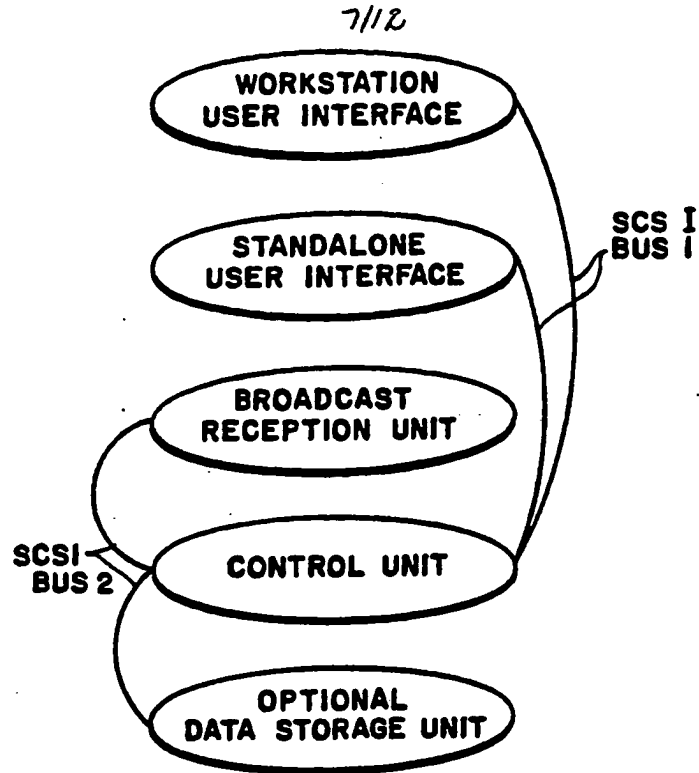 7/12
WORKSTATION
USER INTERFACE
STANDALONE
USER INTERFACE
SCS I
BUS 1
BROADCAST
RECEPTION UNIT
CONTROL UNIT
SCSI
BUS 2
OPTIONAL
DATA STORAGE UNIT